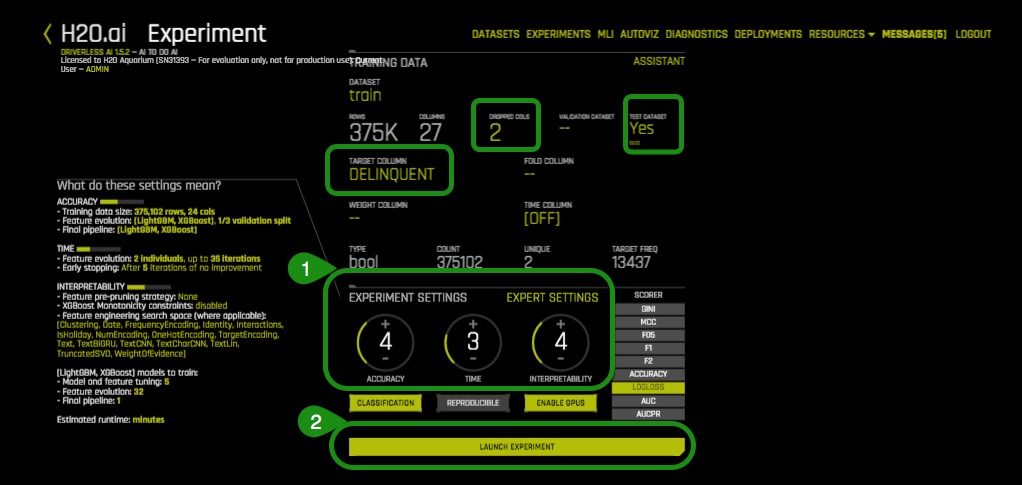 H2O.ai Experiment
DATASETS EXPERIMENTS MLI AUTOVIZ DIAGNOSTICS DEPLOYMENTS RESOURCES MESSAGES[5] LOGOUT
DRIVERLESS AI 1.5.2 – AI TO DO AI
Licensed to H2O Aquarium (SN31393 – For evaluation only, not for production use) Current
User – ADMIN
TRAINING DATA
ASSISTANT
DATASET
train
ROWS COLUMNS DROPPED COLS VALIDATION DATASET TEST DATASET
375K 27 2 -- Yes
test
TARGET COLUMN FOLD COLUMN
DELINQUENT --
WEIGHT COLUMN TIME COLUMN
-- [OFF]
TYPE COUNT UNIQUE TARGET FREQ
bool 375102 2 13437
What do these settings mean?
ACCURACY
- Training data size: 375,102 rows, 24 cols
- Feature evolution: [LightGBM, XGBoost], 1/3 validation split
- Final pipeline: [LightGBM, XGBoost]
TIME
- Feature evolution: 2 individuals, up to 35 iterations
- Early stopping: After 5 iterations of no improvement
INTERPRETABILITY
- Feature pre-pruning strategy: None
- XGBoost Monotonicity constraints: disabled
- Feature engineering search space (where applicable):
[Clustering, Date, FrequencyEncoding, Identity, Interactions,
IsHoliday, NumEncoding, OneHotEncoding, TargetEncoding,
Text, TextBiGRU, TextCNN, TextCharCNN, TextLin,
TruncatedSVD, WeightOfEvidence]
[LightGBM, XGBoost] models to train:
- Model and feature tuning: 5
- Feature evolution: 32
- Final pipeline: 1
Estimated runtime: minutes
1
EXPERIMENT SETTINGS EXPERT SETTINGS
+ + +
4 3 4
- - -
ACCURACY TIME INTERPRETABILITY
SCORER
GINI
MCC
F05
F1
F2
ACCURACY
LOGLOSS
AUC
AUCPR
CLASSIFICATION REPRODUCIBLE ENABLE GPUS
2
LAUNCH EXPERIMENT